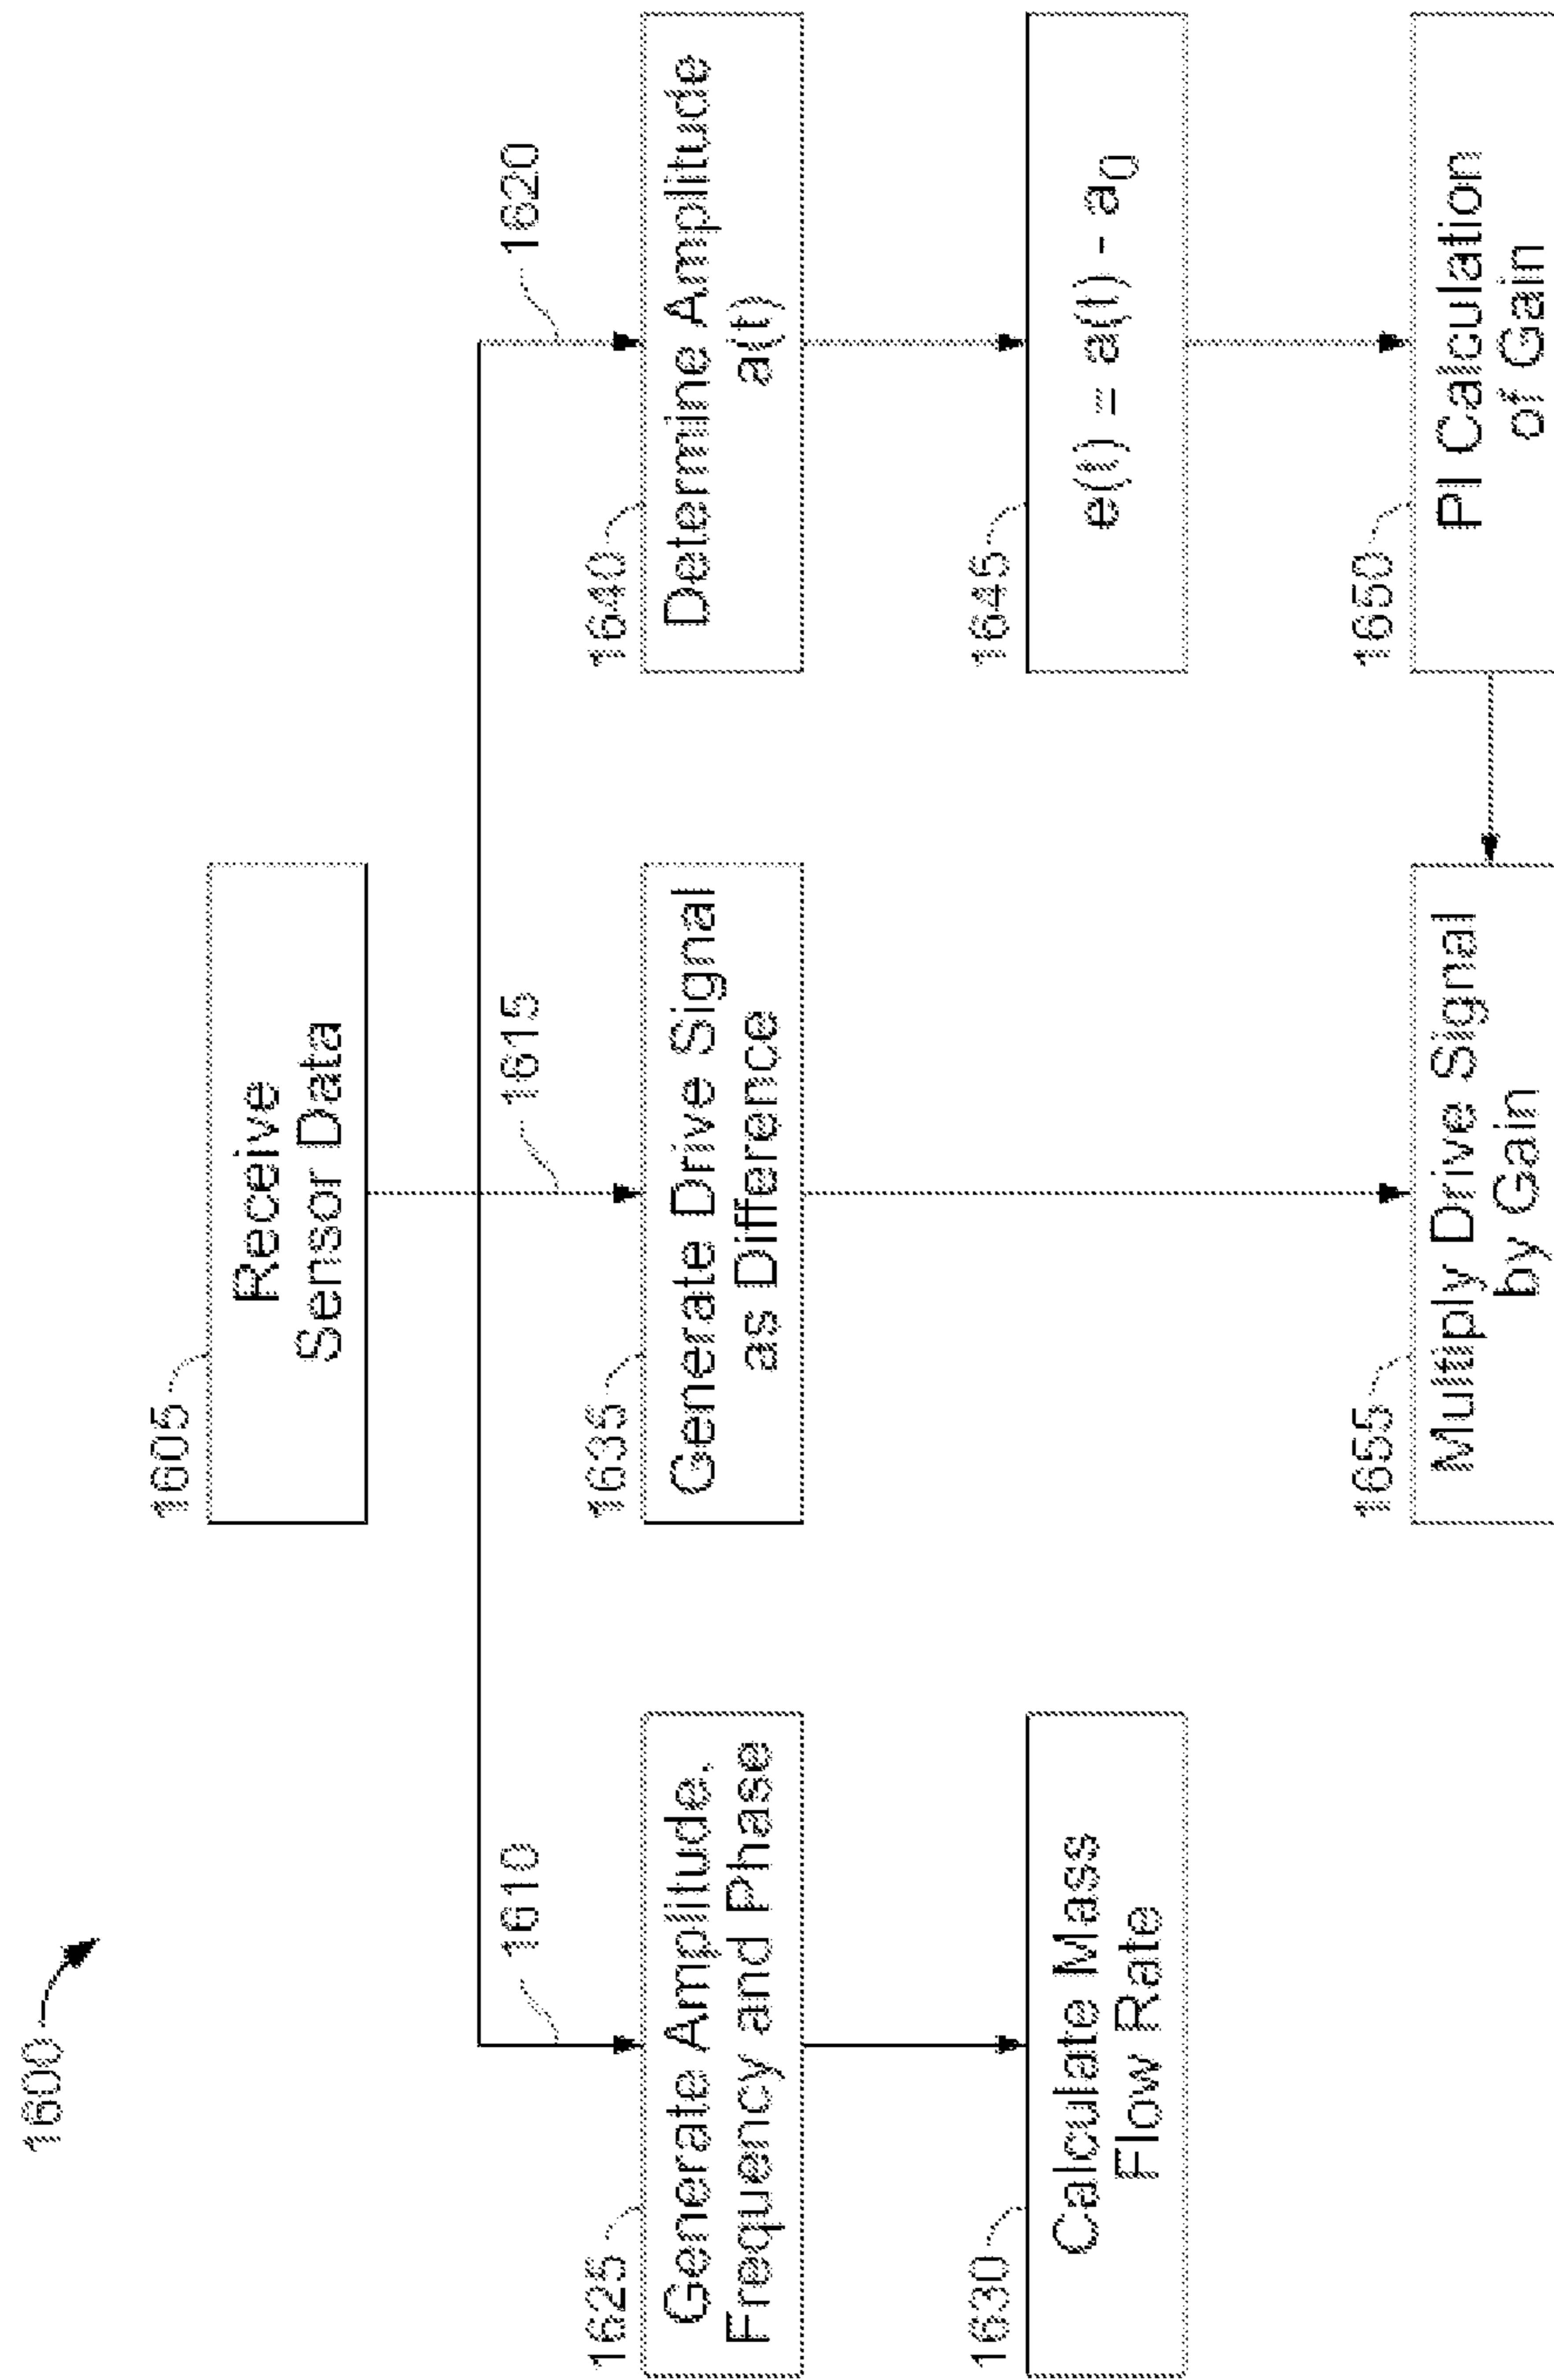 1600
1605
Receive
Sensor Data
1610
1615
1620
1625
Generate Amplitude,
Frequency and Phase
1635
Generate Drive Signal
as Difference
1640
Determine Amplitude
a(t)
1630
Calculate Mass
Flow Rate
1645
e(t) = a(t) - a₀
1655
Multiply Drive Signal
by Gain
1650
PI Calculation
of Gain